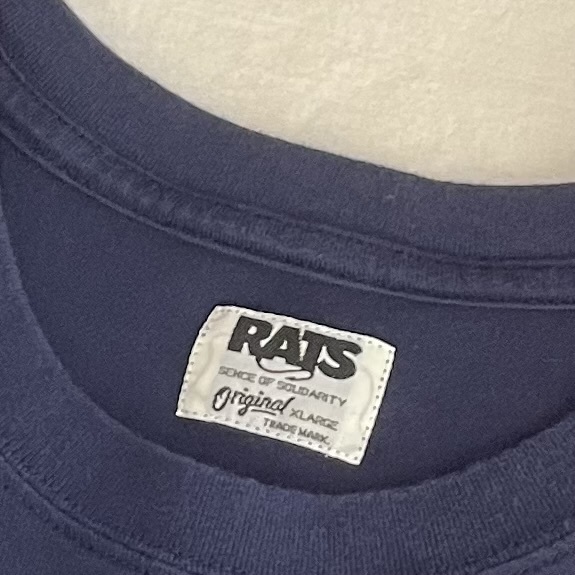 RATS
SENCE OF SOLIDARITY
Original XLARGE
TRADE MARK.